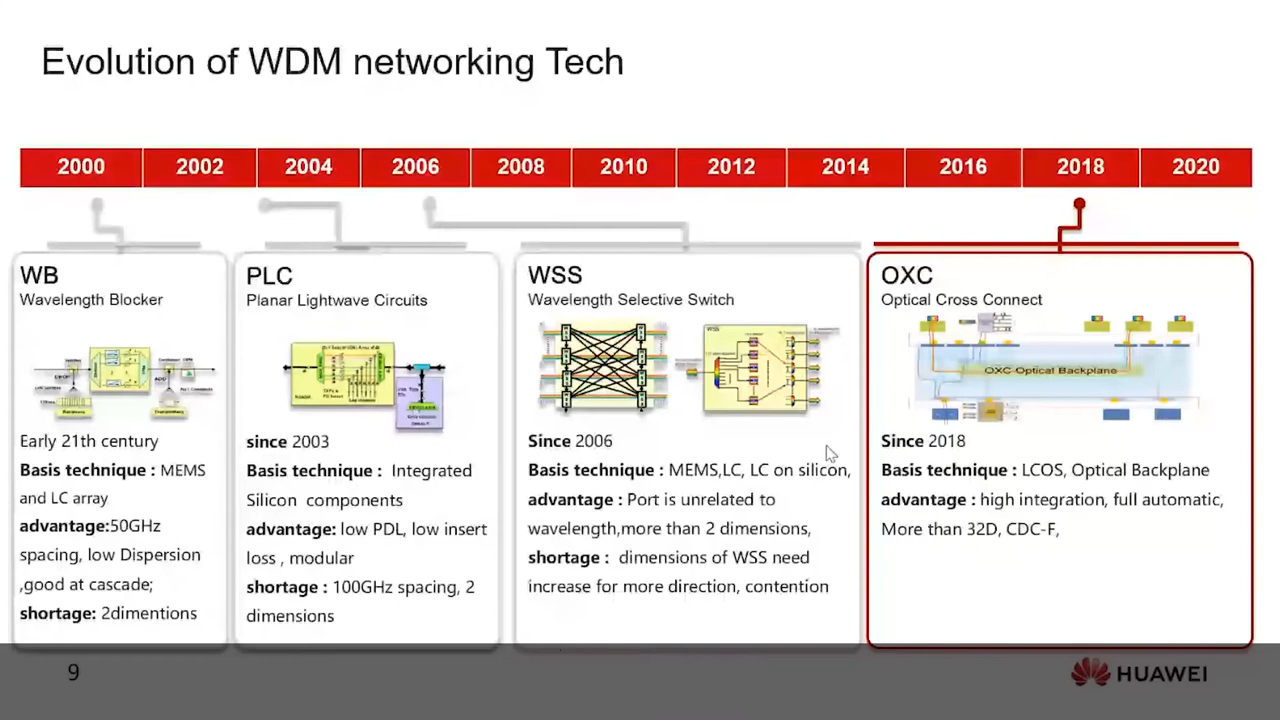 Evolution of WDM networking Tech
2000 2002 2004 2006 2008 2010 2012 2014 2016 2018 2020
WB
Wavelength Blocker
Early 21th century
Basis technique : MEMS
and LC array
advantage:50GHz
spacing, low Dispersion
,good at cascade;
shortage: 2dimentions
PLC
Planar Lightwave Circuits
since 2003
Basis technique : Integrated
Silicon components
advantage: low PDL, low insert
loss , modular
shortage : 100GHz spacing, 2
dimensions
WSS
Wavelength Selective Switch
WSS
Since 2006
Basis technique : MEMS,LC, LC on silicon,
advantage : Port is unrelated to
wavelength,more than 2 dimensions,
shortage : dimensions of WSS need
increase for more direction, contention
OXC
Optical Cross Connect
OXC Optical Backplane
Since 2018
Basis technique : LCOS, Optical Backplane
advantage : high integration, full automatic,
More than 32D, CDC-F,
9
HUAWEI